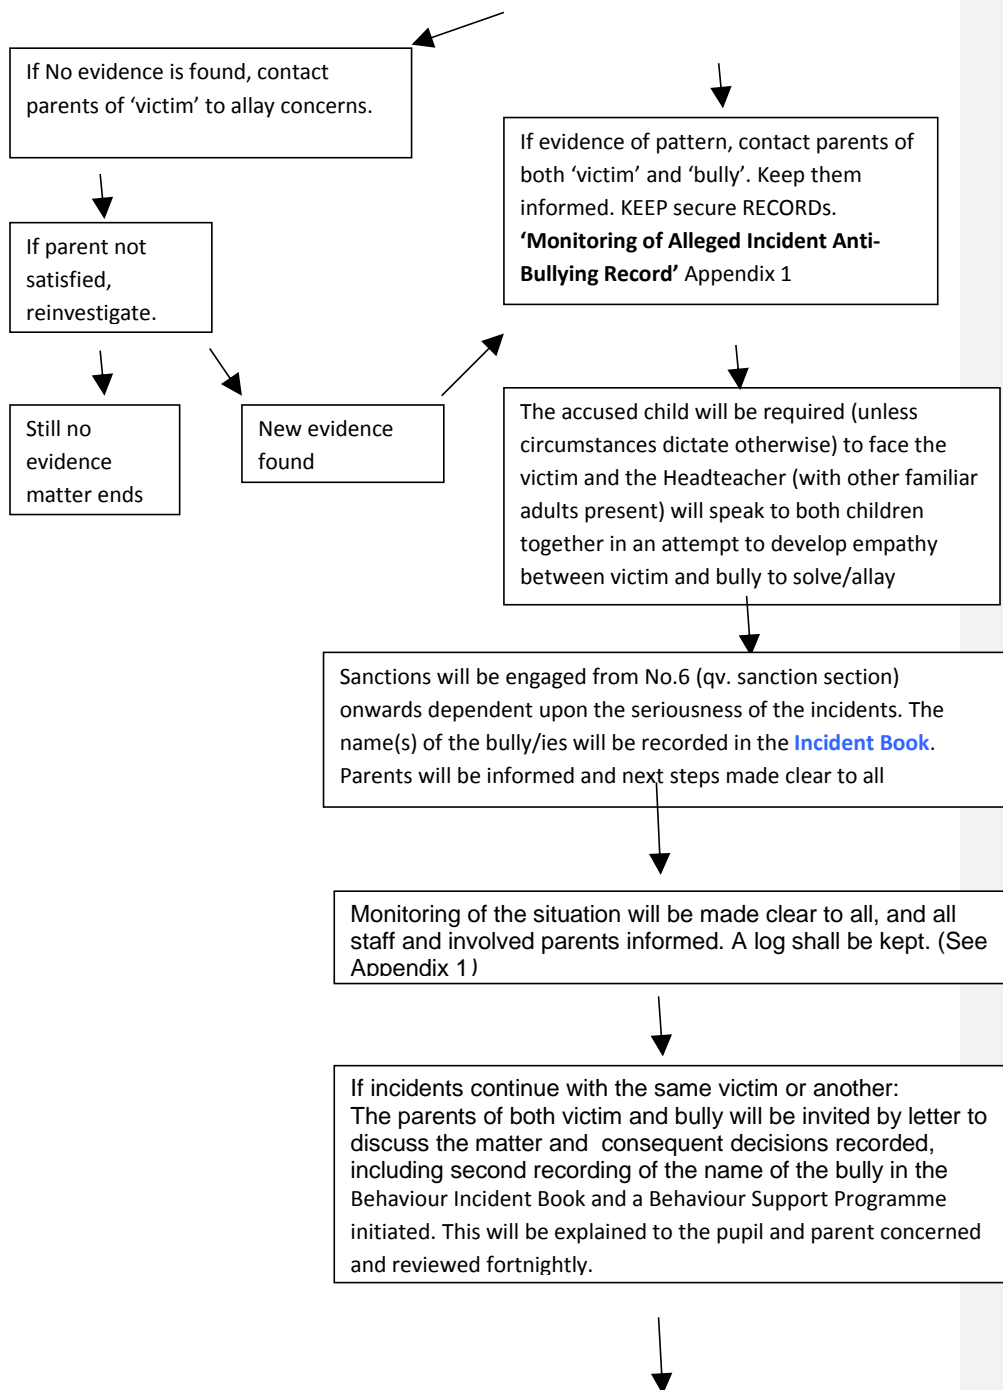 If No evidence is found, contact
parents of ‘victim’ to allay concerns.
If evidence of pattern, contact parents of
both ‘victim’ and ‘bully’. Keep them
informed. KEEP secure RECORDs.
‘Monitoring of Alleged Incident Anti-
Bullying Record’ Appendix 1
If parent not
satisfied,
reinvestigate.
Still no
evidence
matter ends
New evidence
found
The accused child will be required (unless
circumstances dictate otherwise) to face the
victim and the Headteacher (with other familiar
adults present) will speak to both children
together in an attempt to develop empathy
between victim and bully to solve/allay
Sanctions will be engaged from No.6 (qv. sanction section)
onwards dependent upon the seriousness of the incidents. The
name(s) of the bully/ies will be recorded in the Incident Book.
Parents will be informed and next steps made clear to all
Monitoring of the situation will be made clear to all, and all
staff and involved parents informed. A log shall be kept. (See
Appendix 1)
If incidents continue with the same victim or another:
The parents of both victim and bully will be invited by letter to
discuss the matter and  consequent decisions recorded,
including second recording of the name of the bully in the
Behaviour Incident Book and a Behaviour Support Programme
initiated. This will be explained to the pupil and parent concerned
and reviewed fortnightly.